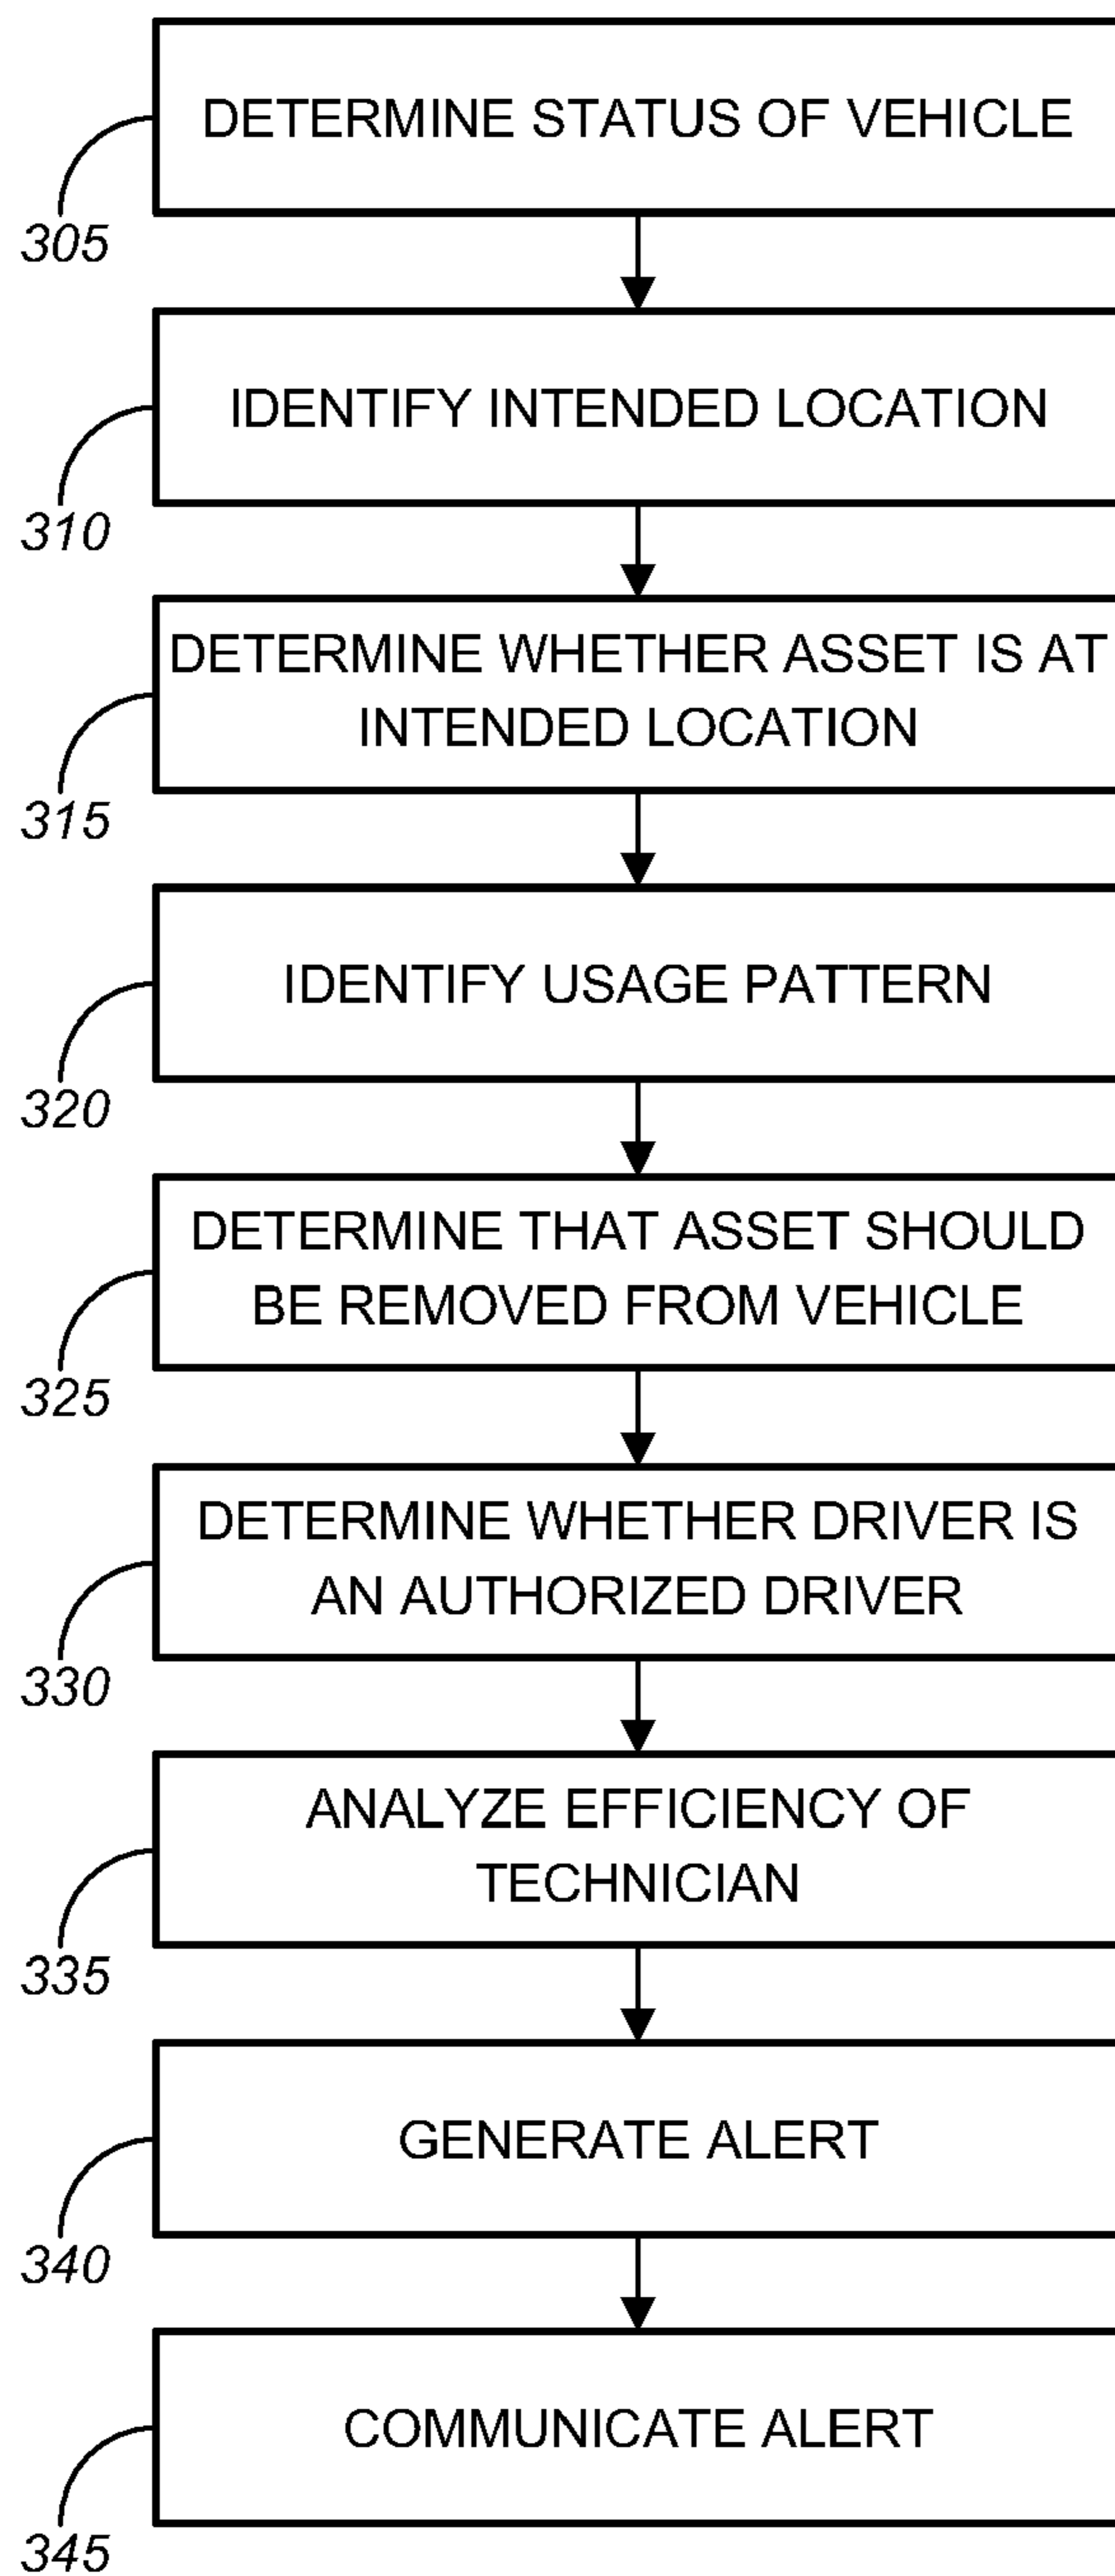 DETERMINE STATUS OF VEHICLE
305
IDENTIFY INTENDED LOCATION
310
DETERMINE WHETHER ASSET IS AT
INTENDED LOCATION
315
IDENTIFY USAGE PATTERN
320
DETERMINE THAT ASSET SHOULD
BE REMOVED FROM VEHICLE
325
DETERMINE WHETHER DRIVER IS
AN AUTHORIZED DRIVER
330
ANALYZE EFFICIENCY OF
TECHNICIAN
335
GENERATE ALERT
340
COMMUNICATE ALERT
345